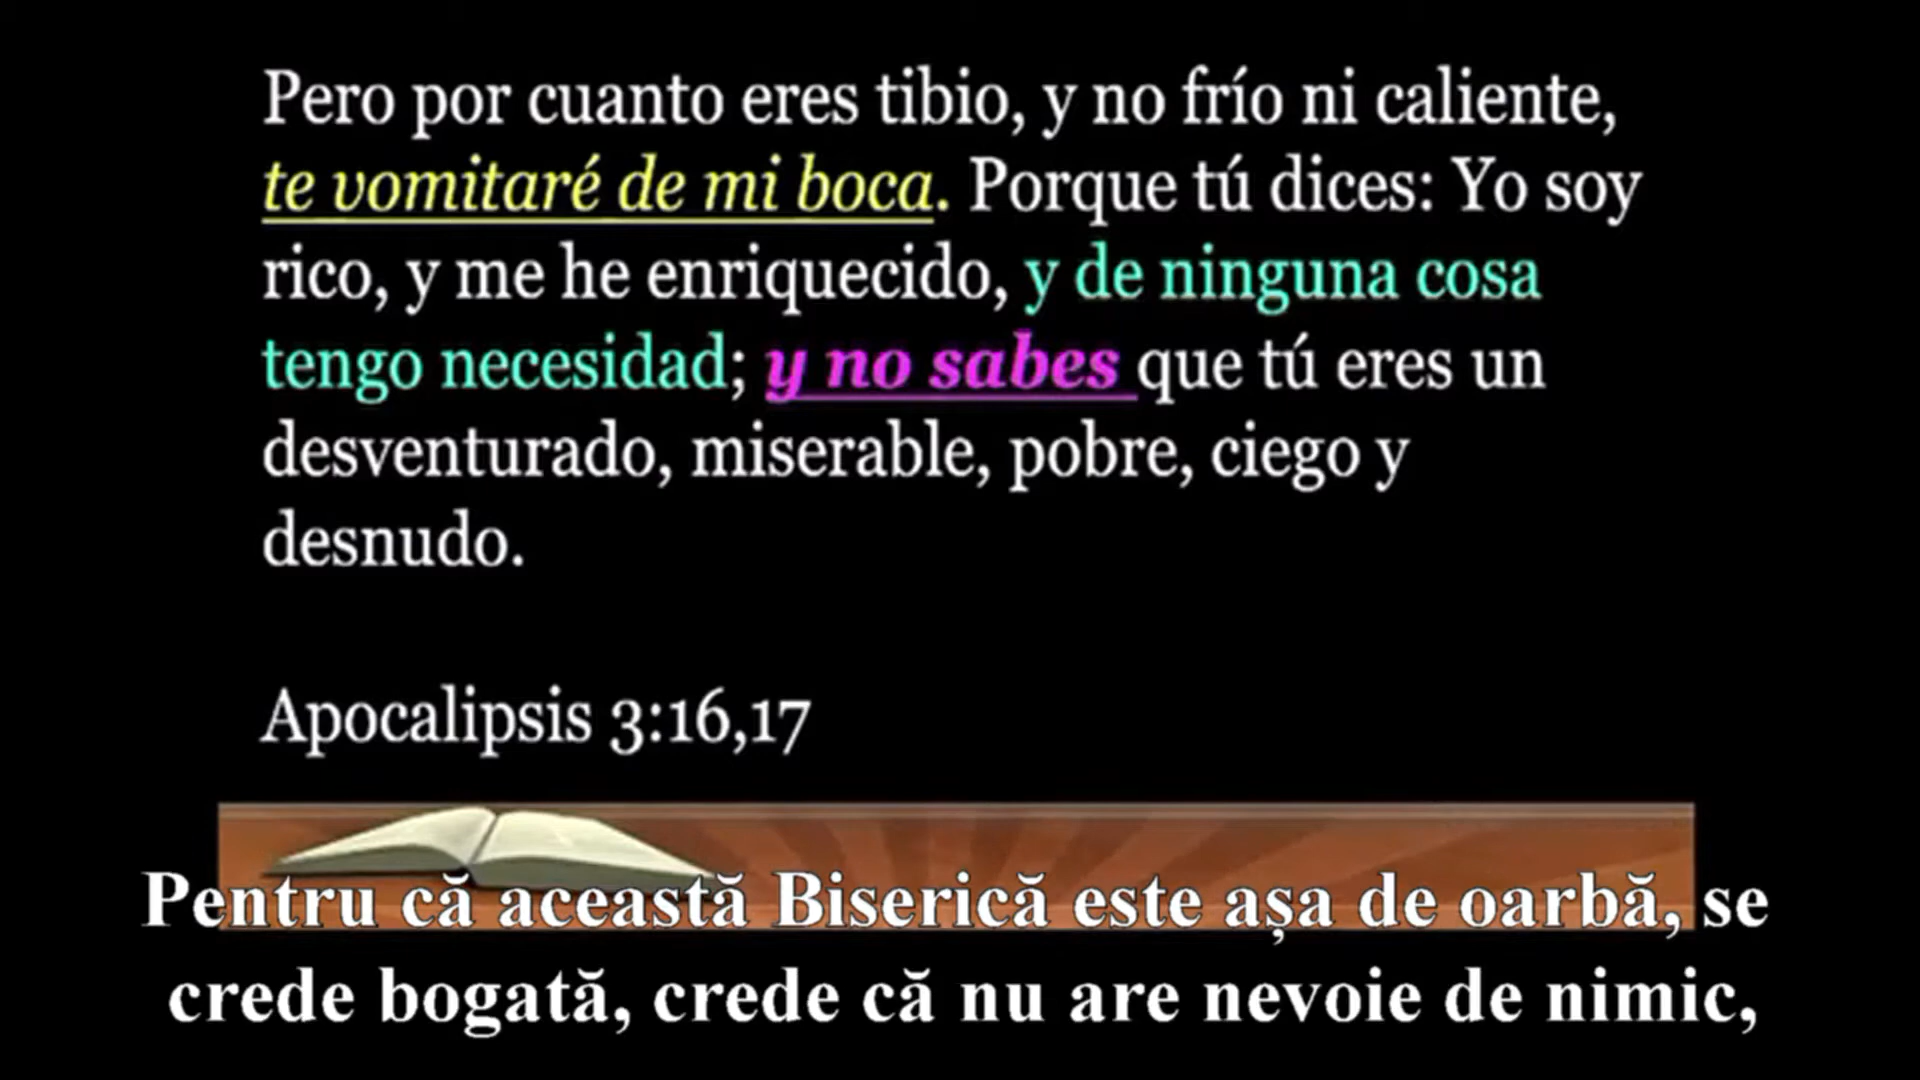 Pero por cuanto eres tibio, y no frío ni caliente,
te vomitaré de mi boca. Porque tú dices: Yo soy
rico, y me he enriquecido, y de ninguna cosa
tengo necesidad; y no sabes que tú eres un
desventurado, miserable, pobre, ciego y
desnudo.
Apocalipsis 3:16,17
Pentru că această Biserică este așa de oarbă, se
crede bogată, crede că nu are nevoie de nimic,